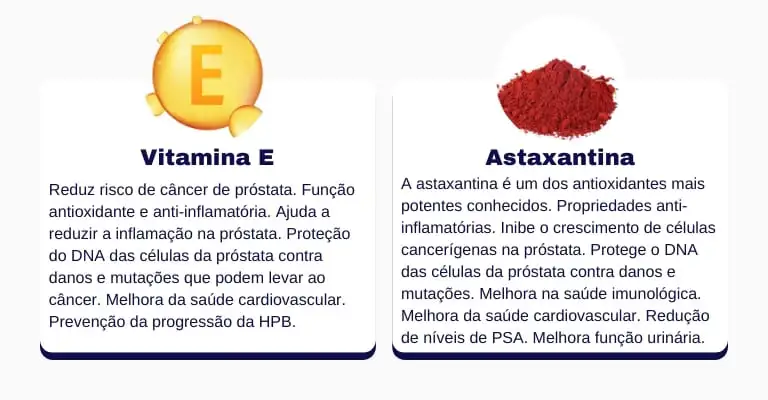 E
Vitamina E
Reduz risco de câncer de próstata. Função
antioxidante e anti-inflamatória. Ajuda a
reduzir a inflamação na próstata. Proteção
do DNA das células da próstata contra
danos e mutações que podem levar ao
câncer. Melhora da saúde cardiovascular.
Prevenção da progressão da HPB.
Astaxantina
A astaxantina é um dos antioxidantes mais
potentes conhecidos. Propriedades anti-
inflamatórias. Inibe o crescimento de células
cancerígenas na próstata. Protege o DNA
das células da próstata contra danos e
mutações. Melhora na saúde imunológica.
Melhora da saúde cardiovascular. Redução
de níveis de PSA. Melhora função urinária.